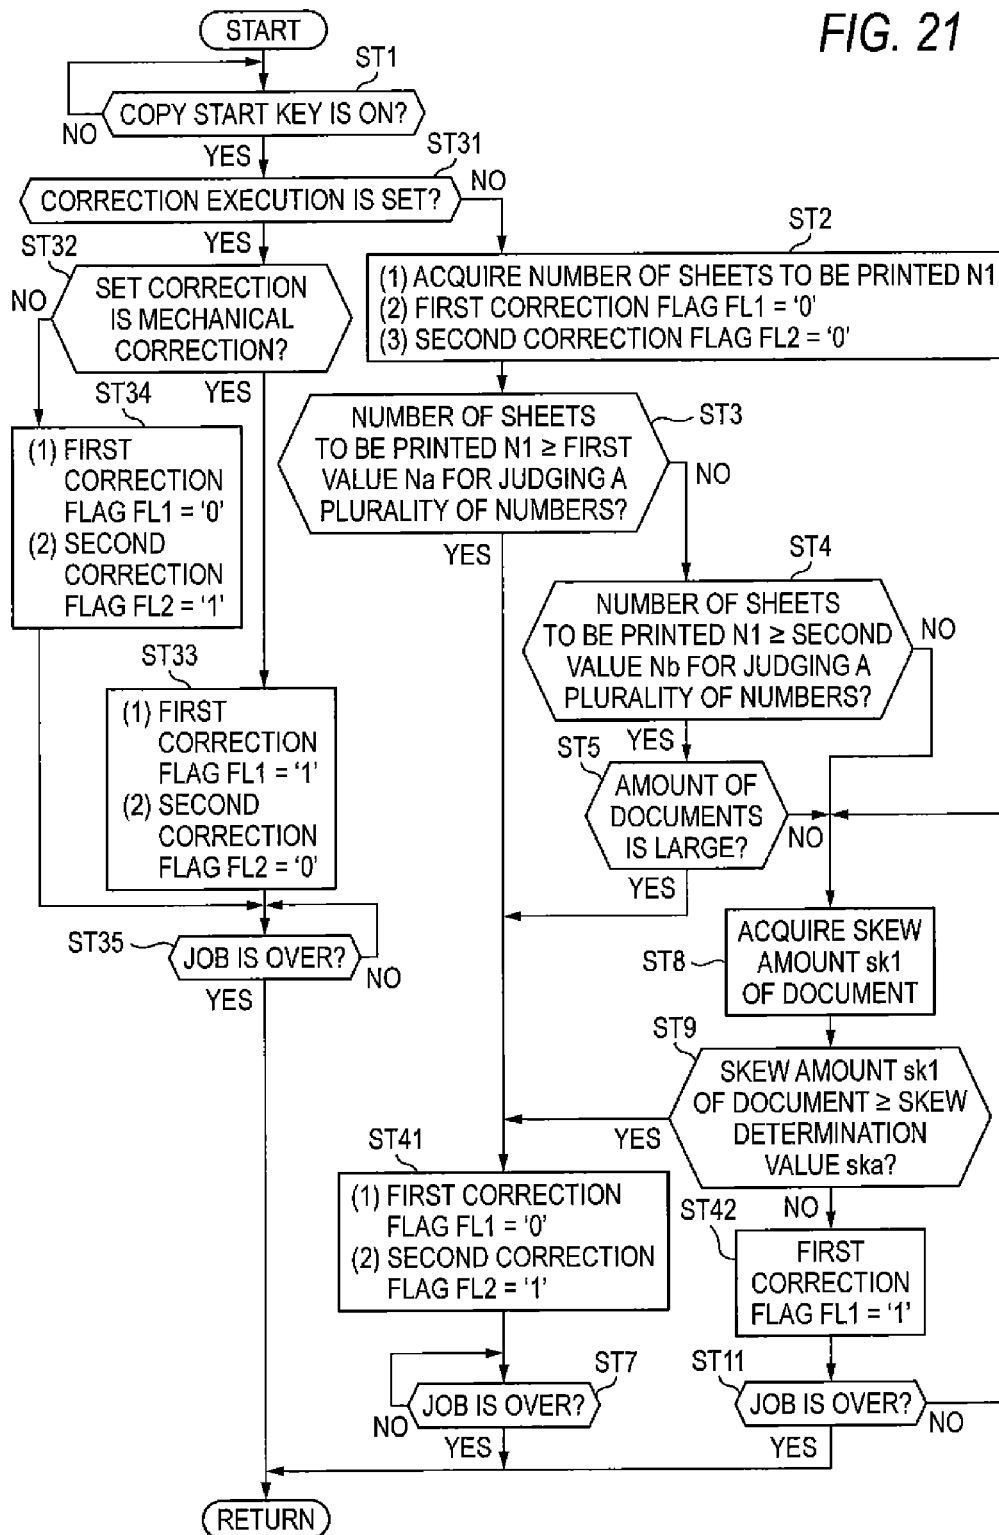 FIG. 21
START
ST1
COPY START KEY IS ON?
NO
YES
ST31
CORRECTION EXECUTION IS SET?
NO
YES
ST32
SET CORRECTION
IS MECHANICAL
CORRECTION?
NO
YES
ST2
(1) ACQUIRE NUMBER OF SHEETS TO BE PRINTED N1
(2) FIRST CORRECTION FLAG FL1 = '0'
(3) SECOND CORRECTION FLAG FL2 = '0'
ST34
(1) FIRST
CORRECTION
FLAG FL1 = '0'
(2) SECOND
CORRECTION
FLAG FL2 = '1'
ST3
NUMBER OF SHEETS
TO BE PRINTED N1 ≥ FIRST
VALUE Na FOR JUDGING A
PLURALITY OF NUMBERS?
NO
YES
ST4
NUMBER OF SHEETS
TO BE PRINTED N1 ≥ SECOND
VALUE Nb FOR JUDGING A
PLURALITY OF NUMBERS?
NO
YES
ST33
(1) FIRST
CORRECTION
FLAG FL1 = '1'
(2) SECOND
CORRECTION
FLAG FL2 = '0'
ST5
AMOUNT OF
DOCUMENTS
IS LARGE?
NO
YES
ST35
JOB IS OVER?
NO
YES
ST8
ACQUIRE SKEW
AMOUNT sk1
OF DOCUMENT
ST9
SKEW AMOUNT sk1
OF DOCUMENT ≥ SKEW
DETERMINATION
VALUE ska?
YES
NO
ST41
(1) FIRST CORRECTION
FLAG FL1 = '0'
(2) SECOND CORRECTION
FLAG FL2 = '1'
ST42
FIRST
CORRECTION
FLAG FL1 = '1'
ST7
JOB IS OVER?
NO
YES
ST11
JOB IS OVER?
NO
YES
RETURN